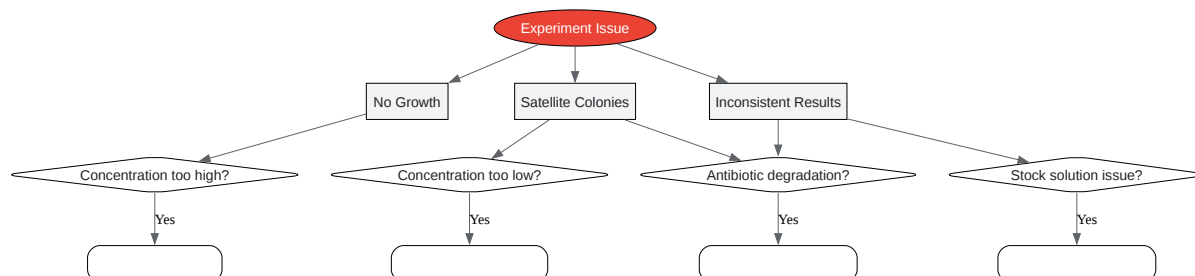 Experiment Issue
No Growth
Satellite Colonies
Inconsistent Results
Concentration too high?
Concentration too low?
Antibiotic degradation?
Stock solution issue?
Yes
Yes
Yes
Yes